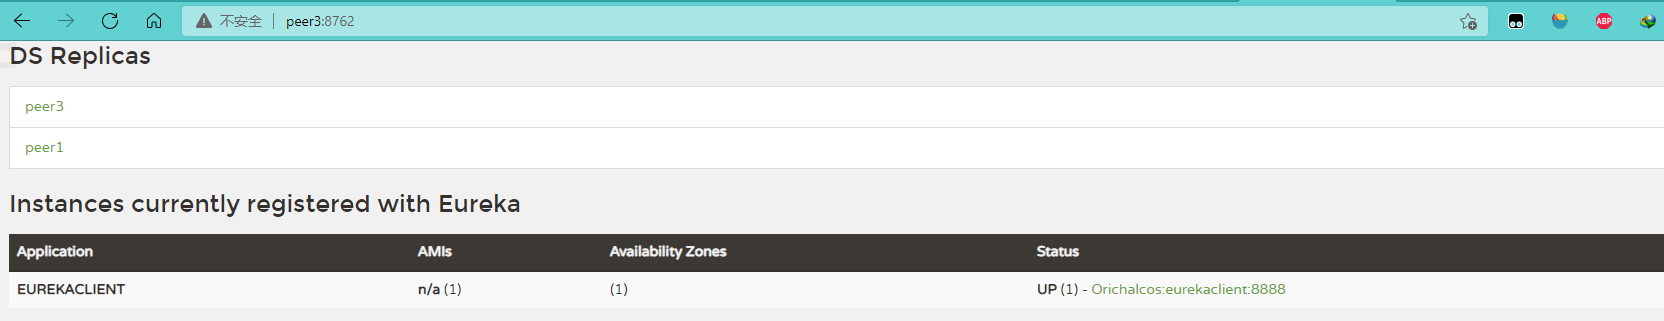 不安全 peer3:8762
ABP
DS Replicas
peer3
peer1
Instances currently registered with Eureka
Application AMIs Availability Zones Status
EUREKACLIENT n/a (1) (1) UP (1) - Orichalcos:eurekaclient:8888